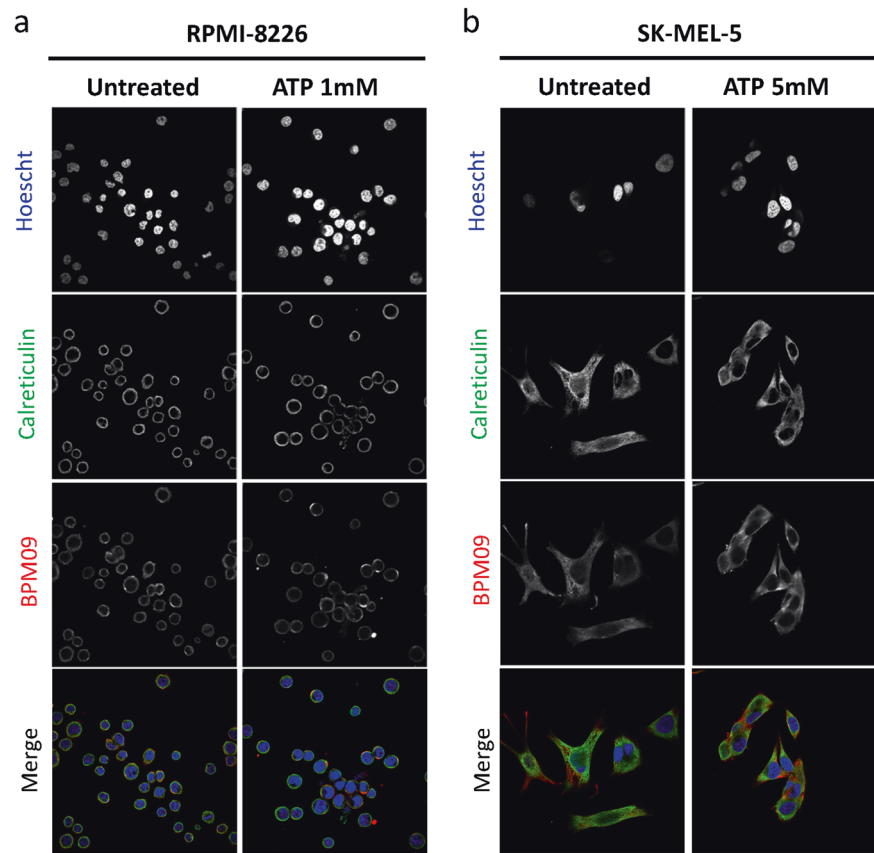 a
RPMI-8226
Untreated
ATP 1mM
Hoescht
Calreticulin
BPM09
Merge
b
SK-MEL-5
Untreated
ATP 5mM
Hoescht
Calreticulin
BPM09
Merge